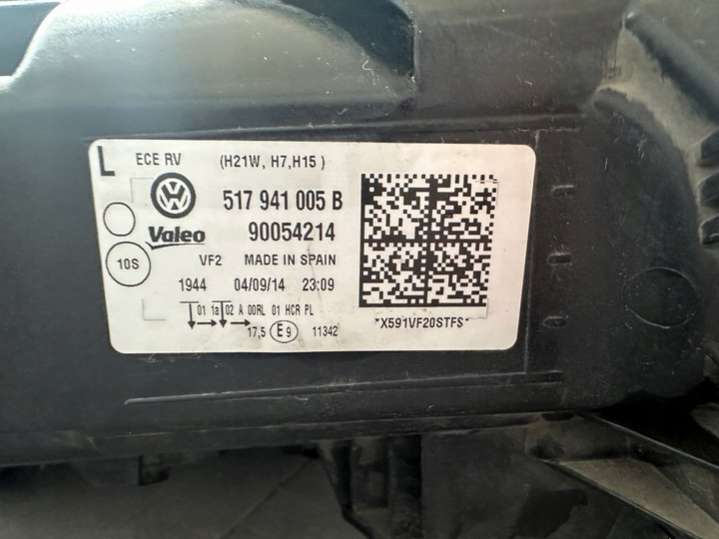 L ECE RV (H21W, H7,H15 )
517 941 005 B
Valeo 90054214
10S VF2 MADE IN SPAIN
1944 04/09/14 23:09
01 1a 02 A 00RL 01 HCR PL
17,5 E9 11342
*X591VF20STFS*